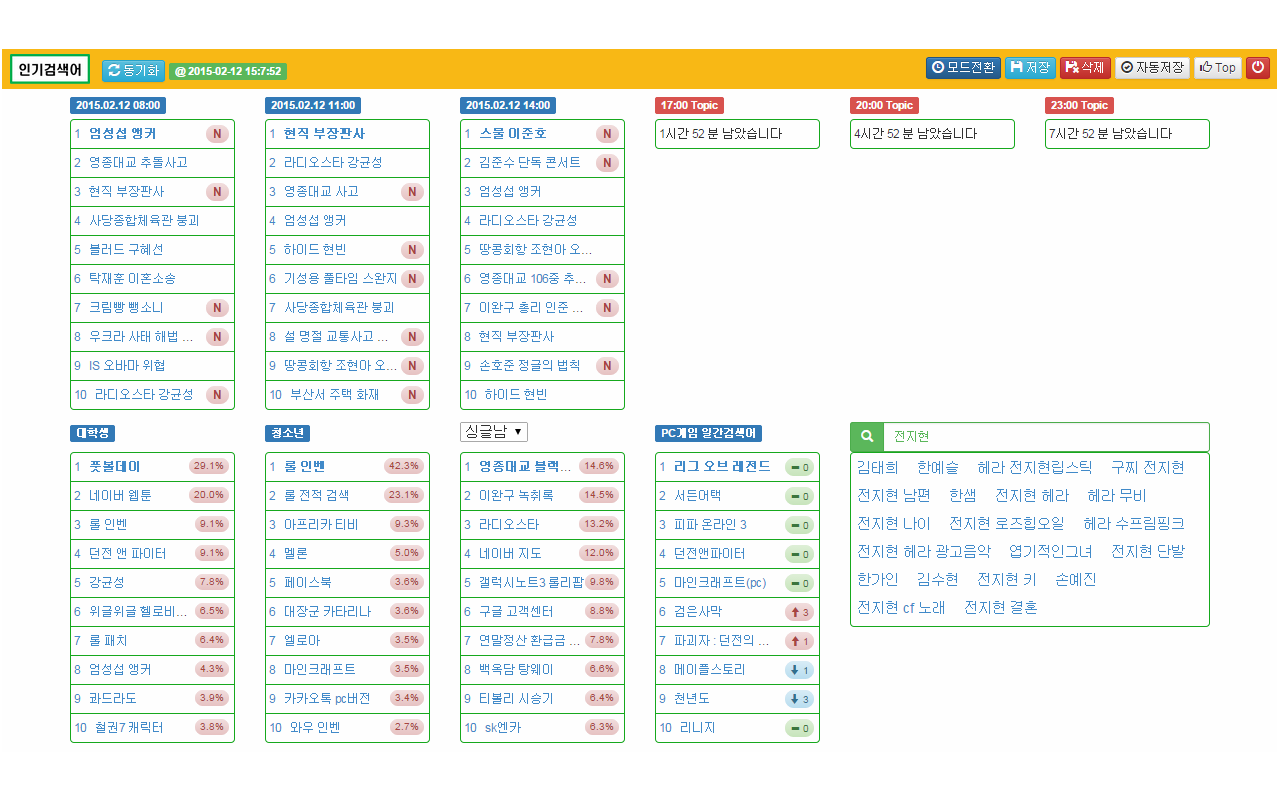 인기검색어 동기화 @ 2015-02-12 15:7:52 모드전환 저장 삭제 자동저장 Top
2015.02.12 08:00
1 엄성섭 앵커 N
2 영종대교 추돌사고
3 현직 부장판사 N
4 사당종합체육관 붕괴
5 블러드 구혜선
6 탁재훈 이혼소송
7 크림빵 뺑소니 N
8 우크라 사태 해법 ... N
9 IS 오바마 위협
10 라디오스타 강균성 N
2015.02.12 11:00
1 현직 부장판사
2 라디오스타 강균성
3 영종대교 사고 N
4 엄성섭 앵커
5 하이드 현빈 N
6 기성용 풀타임 스완지 N
7 사당종합체육관 붕괴
8 설 명절 교통사고 ... N
9 땅콩회항 조현아 오... N
10 부산서 주택 화재 N
2015.02.12 14:00
1 스물 이준호 N
2 김준수 단독 콘서트 N
3 엄성섭 앵커
4 라디오스타 강균성
5 땅콩회항 조현아 오...
6 영종대교 106중 추... N
7 이완구 총리 인준 ... N
8 현직 부장판사
9 손호준 정글의 법칙 N
10 하이드 현빈
17:00 Topic
1시간 52 분 남았습니다
20:00 Topic
4시간 52 분 남았습니다
23:00 Topic
7시간 52 분 남았습니다
대학생
1 풋볼데이 29.1%
2 네이버 웹툰 20.0%
3 롤 인벤 9.1%
4 던전 앤 파이터 9.1%
5 강균성 7.8%
6 위글위글 헬로비... 6.5%
7 롤 패치 6.4%
8 엄성섭 앵커 4.3%
9 콰드라도 3.9%
10 철권7 캐릭터 3.8%
청소년
1 롤 인벤 42.3%
2 롤 전적 검색 23.1%
3 아프리카 티비 9.3%
4 멜론 5.0%
5 페이스북 3.6%
6 대장군 카타리나 3.6%
7 엘로아 3.5%
8 마인크래프트 3.5%
9 카카오톡 pc버전 3.4%
10 와우 인벤 2.7%
싱글남
1 영종대교 블랙... 14.6%
2 이완구 녹취록 14.5%
3 라디오스타 13.2%
4 네이버 지도 12.0%
5 갤럭시노트3 롤리팝 9.8%
6 구글 고객센터 8.8%
7 연말정산 환급금 ... 7.8%
8 백옥담 탕웨이 6.6%
9 티볼리 시승기 6.4%
10 sk엔카 6.3%
PC게임 일간검색어
1 리그 오브 레전드 0
2 서든어택 0
3 피파 온라인 3 0
4 던전앤파이터 0
5 마인크래프트(pc) 0
6 검은사막 3
7 파괴자 : 던전의 ... 1
8 메이플스토리 1
9 천년도 3
10 리니지 0
전지현
김태희 한예슬 헤라 전지현립스틱 구찌 전지현
전지현 남편 한샘 전지현 헤라 헤라 무비
전지현 나이 전지현 로즈힙오일 헤라 수프림핑크
전지현 헤라 광고음악 엽기적인그녀 전지현 단발
한가인 김수현 전지현 키 손예진
전지현 cf 노래 전지현 결혼